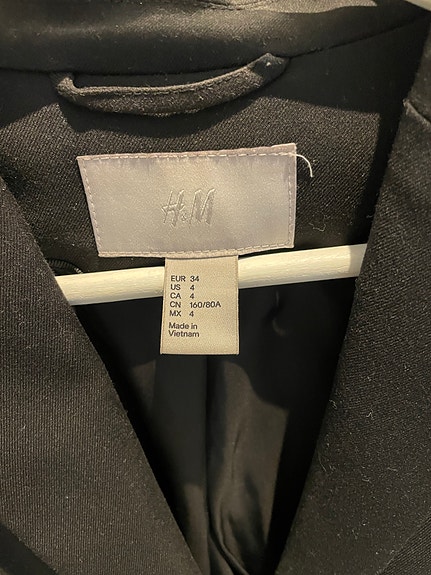 H&M
EUR 34
US 4
CA 4
CN 160/80A
MX 4
Made in
Vietnam